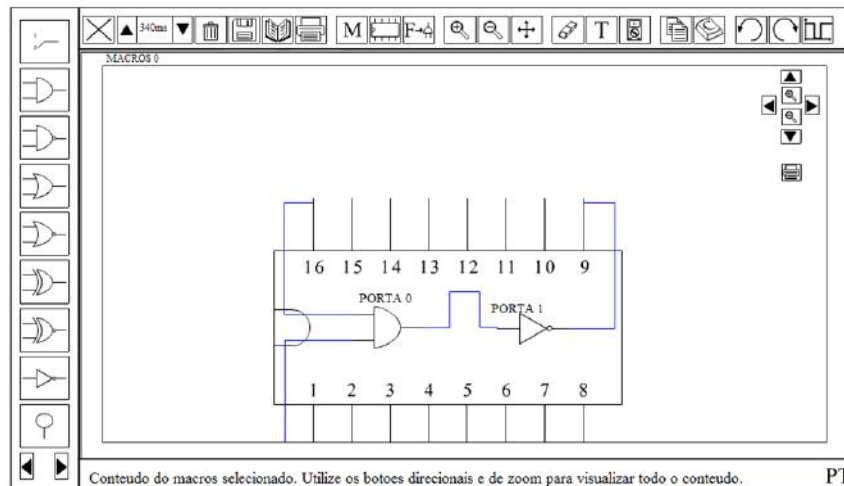 340ms
M
F
T
MACROS 0
16 15 14 13 12 11 10 9
PORTA 0
PORTA 1
1 2 3 4 5 6 7 8
Conteudo do macros selecionado. Utilize os botoes direcionais e de zoom para visualizar todo o conteudo.
PT